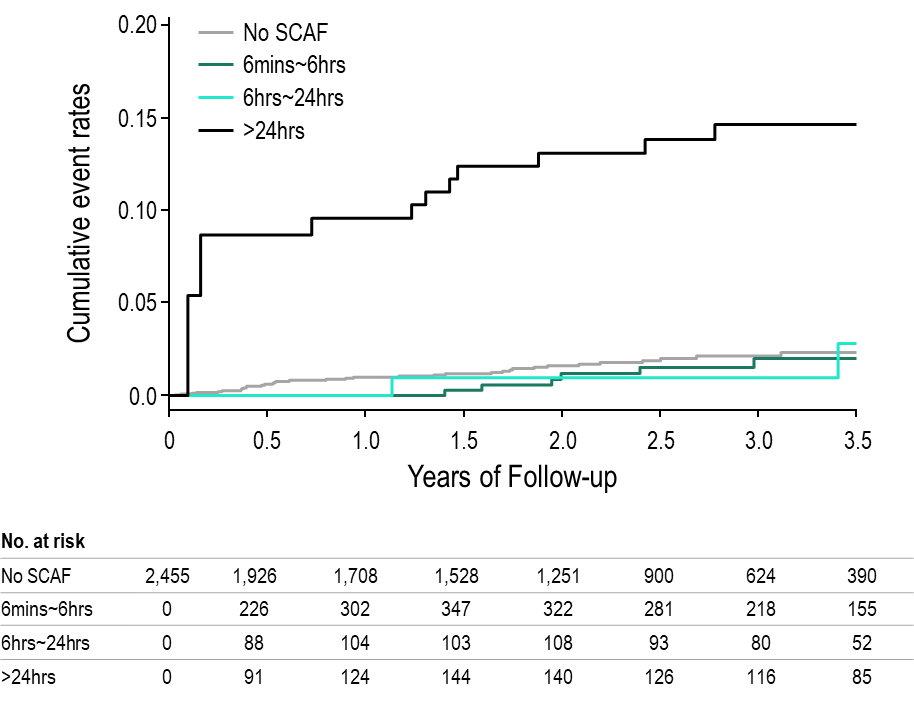 0.20
0.15
0.10
0.05
0.0
Cumulative event rates
No SCAF
6mins~6hrs
6hrs~24hrs
>24hrs
0 0.5 1.0 1.5 2.0 2.5 3.0 3.5
Years of Follow-up
No. at risk
No SCAF 2,455 1,926 1,708 1,528 1,251 900 624 390
6mins~6hrs 0 226 302 347 322 281 218 155
6hrs~24hrs 0 88 104 103 108 93 80 52
>24hrs 0 91 124 144 140 126 116 85